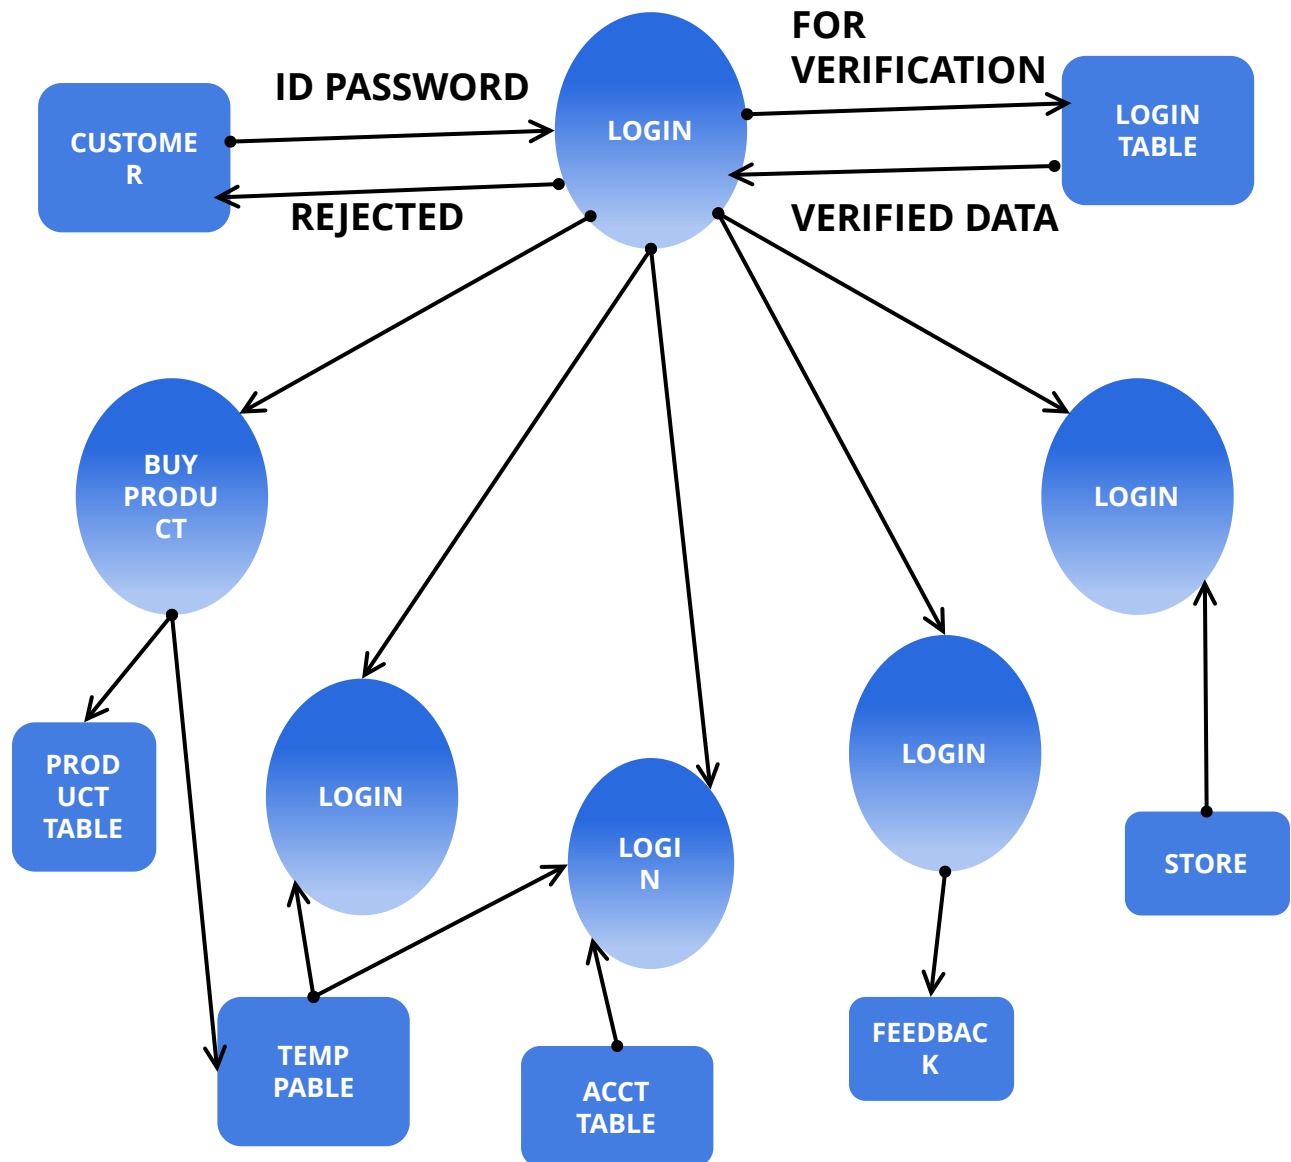 FOR
VERIFICATION
ID PASSWORD
CUSTOME
R
LOGIN
LOGIN
TABLE
REJECTED
VERIFIED DATA
BUY
PRODU
CT
LOGIN
PROD
UCT
TABLE
LOGIN
LOGI
N
LOGIN
STORE
TEMP
PABLE
ACCT
TABLE
FEEDBAC
K